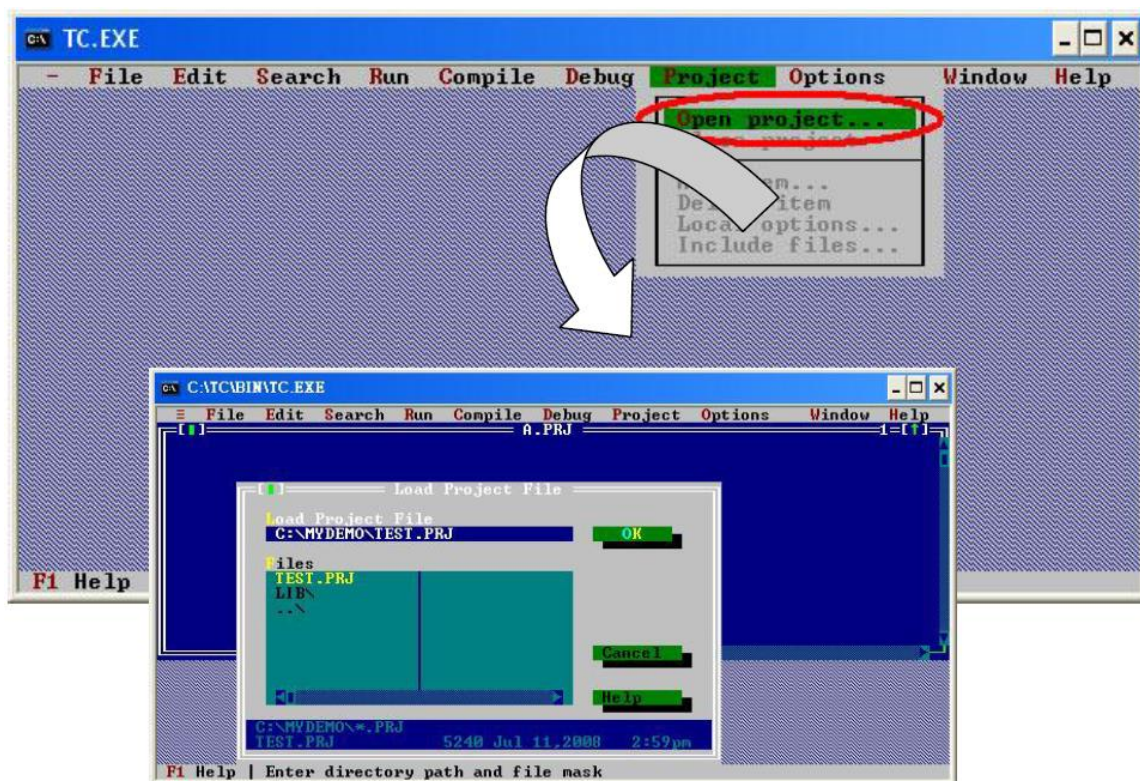 TC.EXE
File Edit Search Run Compile Debug Project Options Window Help
Open project...
project
item
options...
Include files...
F1 Help
C:\TC\BIN\TC.EXE
File Edit Search Run Compile Debug Project Options Window Help
A.PRJ 1
Load Project File
Load Project File
C:\MYDEMO\TEST.PRJ
OK
Files
TEST.PRJ
LIB\
..\
Cancel
Help
C:\MYDEMO\*.PRJ
TEST.PRJ 5240 Jul 11,2008 2:59pm
F1 Help | Enter directory path and file mask